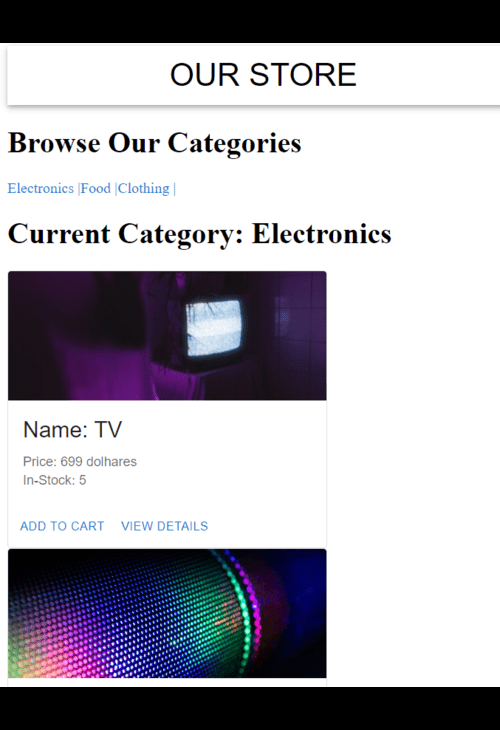 OUR STORE
Browse Our Categories
Electronics |Food |Clothing |
Current Category: Electronics
Name: TV
Price: 699 dolhares
In-Stock: 5
ADD TO CART VIEW DETAILS